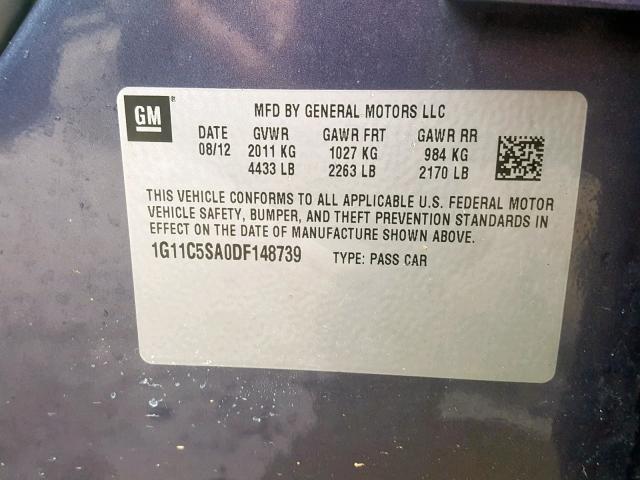 GM ®
MFD BY GENERAL MOTORS LLC
DATE GVWR GAWR FRT GAWR RR
08/12 2011 KG 1027 KG 984 KG
4433 LB 2263 LB 2170 LB
THIS VEHICLE CONFORMS TO ALL APPLICABLE U.S. FEDERAL MOTOR
VEHICLE SAFETY, BUMPER, AND THEFT PREVENTION STANDARDS IN
EFFECT ON THE DATE OF MANUFACTURE SHOWN ABOVE.
1G11C5SA0DF148739 TYPE: PASS CAR